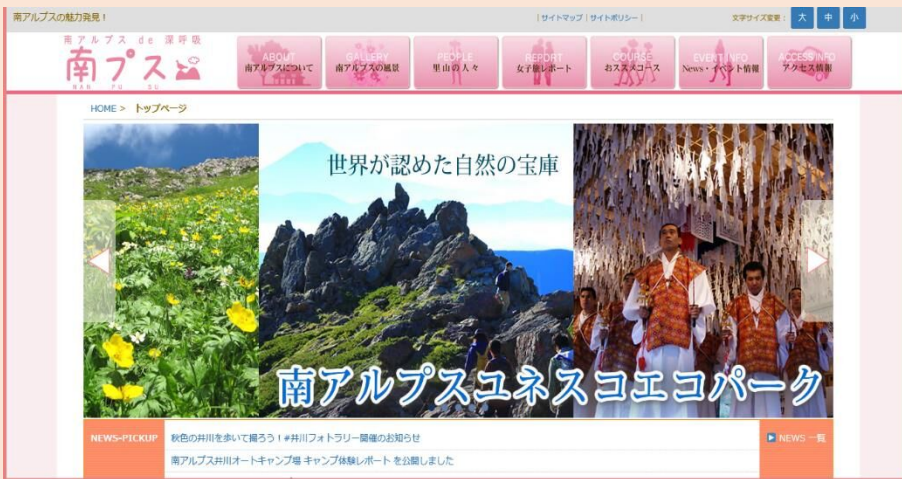 南アルプスの魅力発見！
| サイトマップ | サイトポリシー |
文字サイズ変更： 大 中 小
南アルプス de 深呼吸
南プス
NAN PU SU
ABOUT
南アルプスについて
GALLERY
南アルプスの風景
PEOPLE
里山の人々
REPORT
女子旅レポート
COURSE
おススメコース
EVENT INFO
News・イベント情報
ACCESS INFO
アクセス情報
HOME > トップページ
世界が認めた自然の宝庫
南アルプスユネスコエコパーク
NEWS-PICKUP
秋色の井川を歩いて撮ろう！#井川フォトラリー開催のお知らせ
NEWS 一覧
南アルプス井川オートキャンプ場 キャンプ体験レポート を公開しました